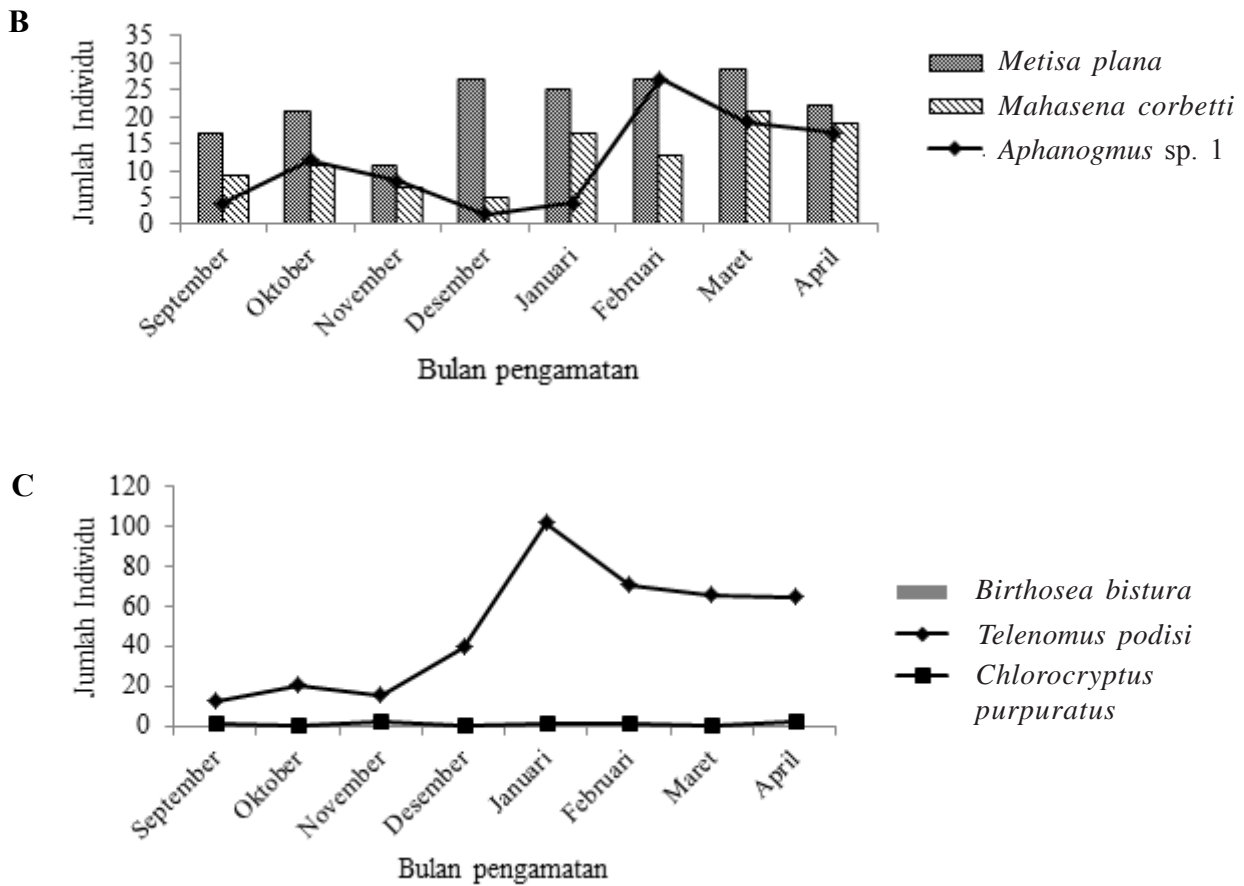 B
Jumlah Individu
35
30
25
20
15
10
5
0
September
Oktober
November
Desember
Januari
Februari
Maret
April
Bulan pengamatan
Metisa plana
Mahasena corbetti
Aphanogmus sp. 1
C
Jumlah Individu
120
100
80
60
40
20
0
September
Oktober
November
Desember
Januari
Februari
Maret
April
Bulan pengamatan
Birthosea bistura
Telenomus podisi
Chlorocryptus
purpuratus